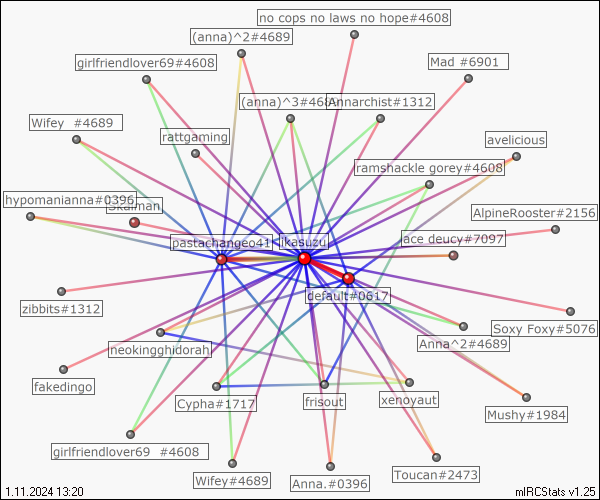 no cops no laws no hope#4608
(anna)^2#4689
girlfriendlover69#4608
Mad #6901
(anna)^3#468
Annarchist#1312
Wifey  #4689
rattgaming
avelicious
ramshackle gorey#4608
hypomanianna#0396
Skaiman
AlpineRooster#2156
pastachangeo41
ikasuzu
ace deucy#7097
default#0617
zibbits#1312
Soxy Foxy#5076
Anna^2#4689
neokingghidorah
fakedingo
Cypha#1717
frisout
xenoyaut
Mushy#1984
girlfriendlover69  #4608
Wifey#4689
Anna.#0396
Toucan#2473
1.11.2024 13:20
mIRCStats v1.25